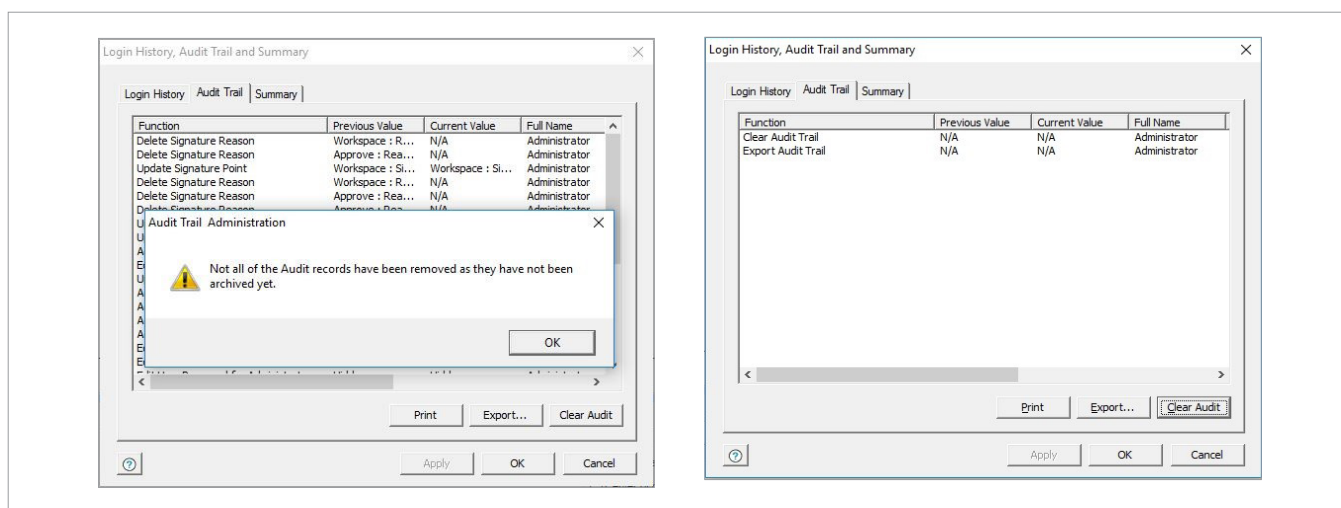 Login History, Audit Trail and Summary
Login History Audit Trail Summary
Function Previous Value Current Value Full Name
Delete Signature Reason Workspace : R... N/A Administrator
Delete Signature Reason Approve : Rea... N/A Administrator
Update Signature Point Workspace : Si... Workspace : Si... Administrator
Delete Signature Reason Workspace : R... N/A Administrator
Delete Signature Reason Approve : Rea... N/A Administrator
Audit Trail Administration
Not all of the Audit records have been removed as they have not been
archived yet.
OK
Print Export... Clear Audit
Apply OK Cancel
Login History, Audit Trail and Summary
Login History Audit Trail Summary
Function Previous Value Current Value Full Name
Clear Audit Trail N/A N/A Administrator
Export Audit Trail N/A N/A Administrator
Print Export... Clear Audit
Apply OK Cancel